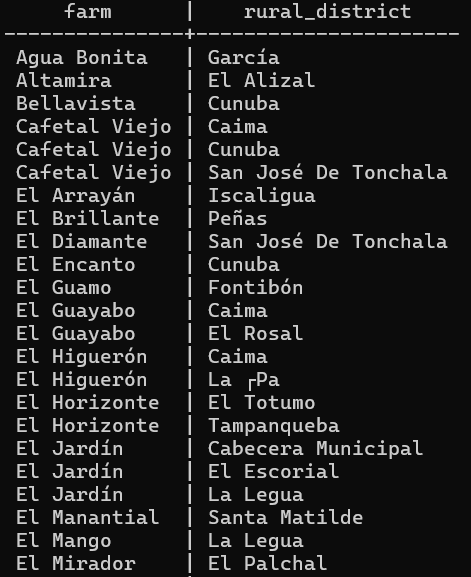 farm | rural_district
---------------+----------------------
Agua Bonita | García
Altamira | El Alizal
Bellavista | Cunuba
Cafetal Viejo | Caima
Cafetal Viejo | Cunuba
Cafetal Viejo | San José De Tonchala
El Arrayán | Iscaligua
El Brillante | Peñas
El Diamante | San José De Tonchala
El Encanto | Cunuba
El Guamo | Fontibón
El Guayabo | Caima
El Guayabo | El Rosal
El Higuerón | Caima
El Higuerón | La ┌Pa
El Horizonte | El Totumo
El Horizonte | Tampanqueba
El Jardín | Cabecera Municipal
El Jardín | El Escorial
El Jardín | La Legua
El Manantial | Santa Matilde
El Mango | La Legua
El Mirador | El Palchal